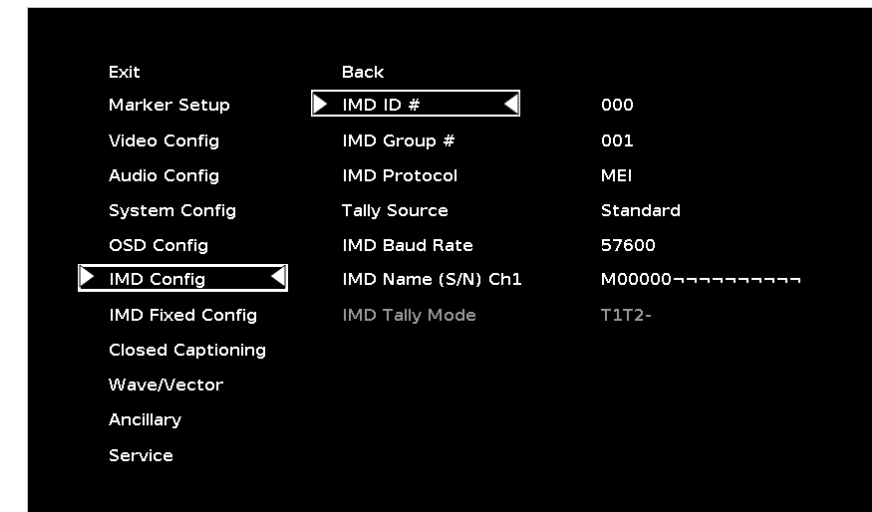 Exit Back
Marker Setup IMD ID # 000
Video Config IMD Group # 001
Audio Config IMD Protocol MEI
System Config Tally Source Standard
OSD Config IMD Baud Rate 57600
IMD Config IMD Name (S/N) Ch1 M00000¬¬¬¬¬¬¬¬¬¬
IMD Fixed Config IMD Tally Mode T1T2-
Closed Captioning
Wave/Vector
Ancillary
Service